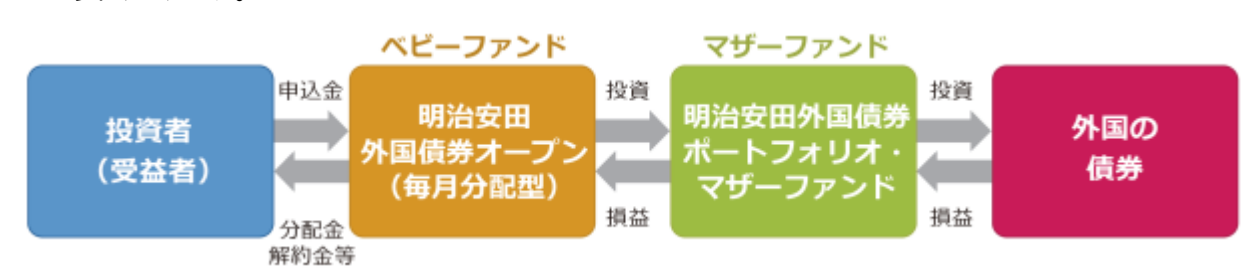 ベビーファンド
マザーファンド
投資者
（受益者）
申込金
分配金
解約金等
明治安田
外国債券オープン
（毎月分配型）
投資
損益
明治安田外国債券
ポートフォリオ・
マザーファンド
投資
損益
外国の
債券